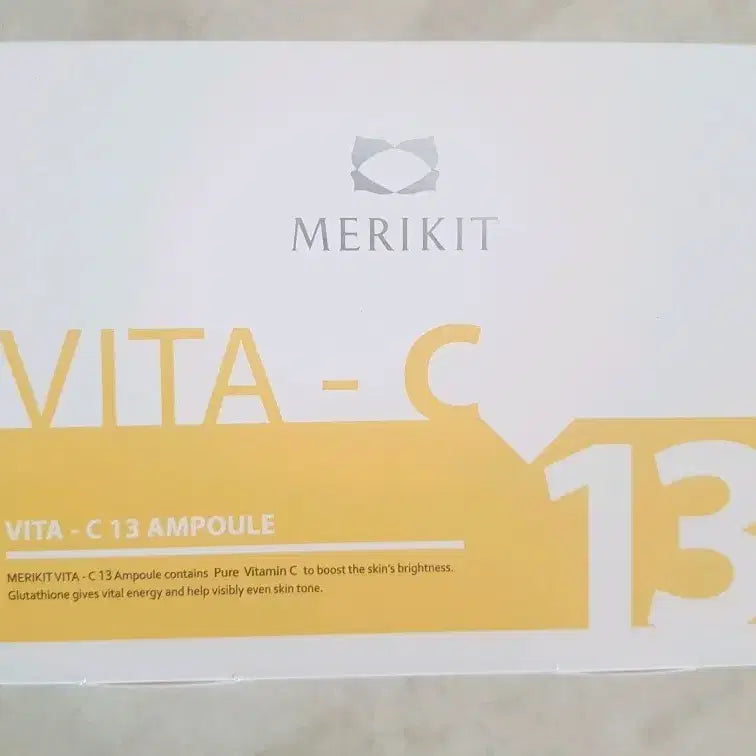 MERIKIT
VITA - C
13
VITA - C 13 AMPOULE
MERIKIT VITA - C 13 Ampoule contains Pure Vitamin C to boost the skin's brightness.
Glutathione gives vital energy and help visibly even skin tone.